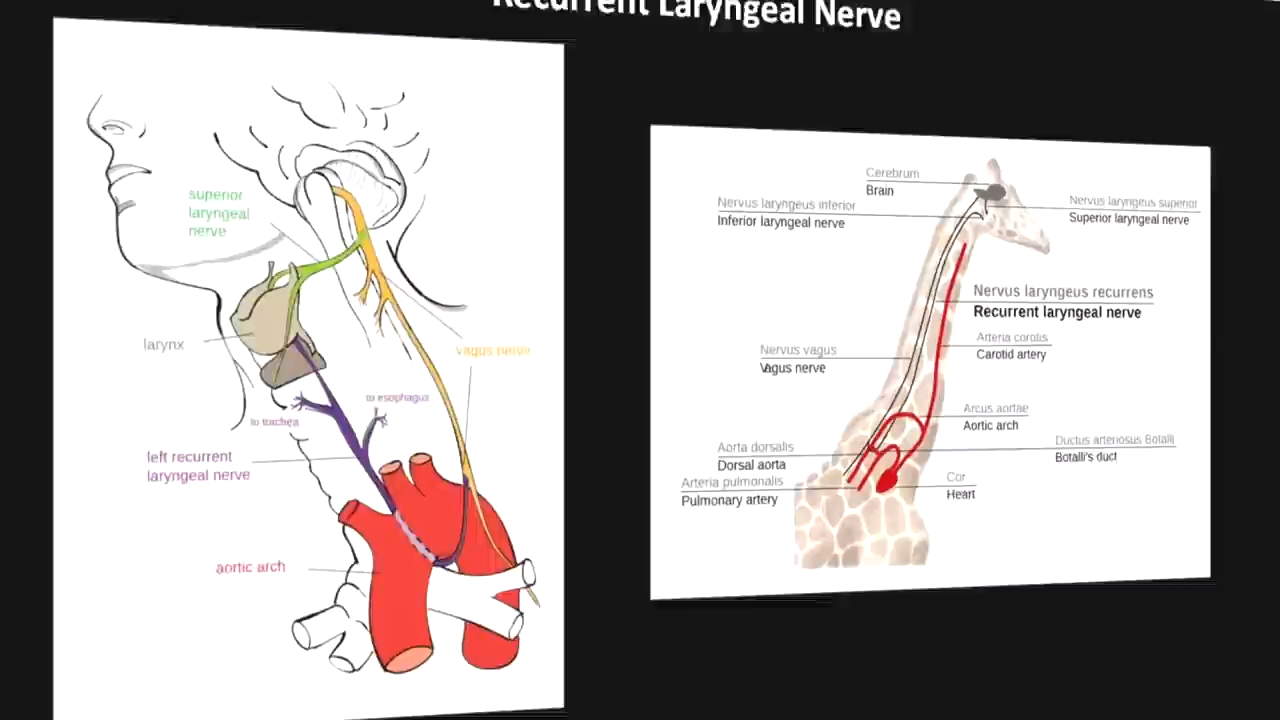 Recurrent Laryngeal Nerve
superior
laryngeal
nerve
larynx
vagus nerve
to esophagus
to trachea
left recurrent
laryngeal nerve
aortic arch
Cerebrum
Brain
Nervus laryngeus interior
Inferior laryngeal nerve
Nervus laryngeus superior
Superior laryngeal nerve
Nervus laryngeus recurrens
Recurrent laryngeal nerve
Arteria corotis
Carotid artery
Nervus vagus
Vagus nerve
Arcus aortae
Aortic arch
Ductus arteriosus Botalli
Botalli's duct
Aorta dorsalis
Dorsal aorta
Arteria pulmonalis
Pulmonary artery
Cor
Heart